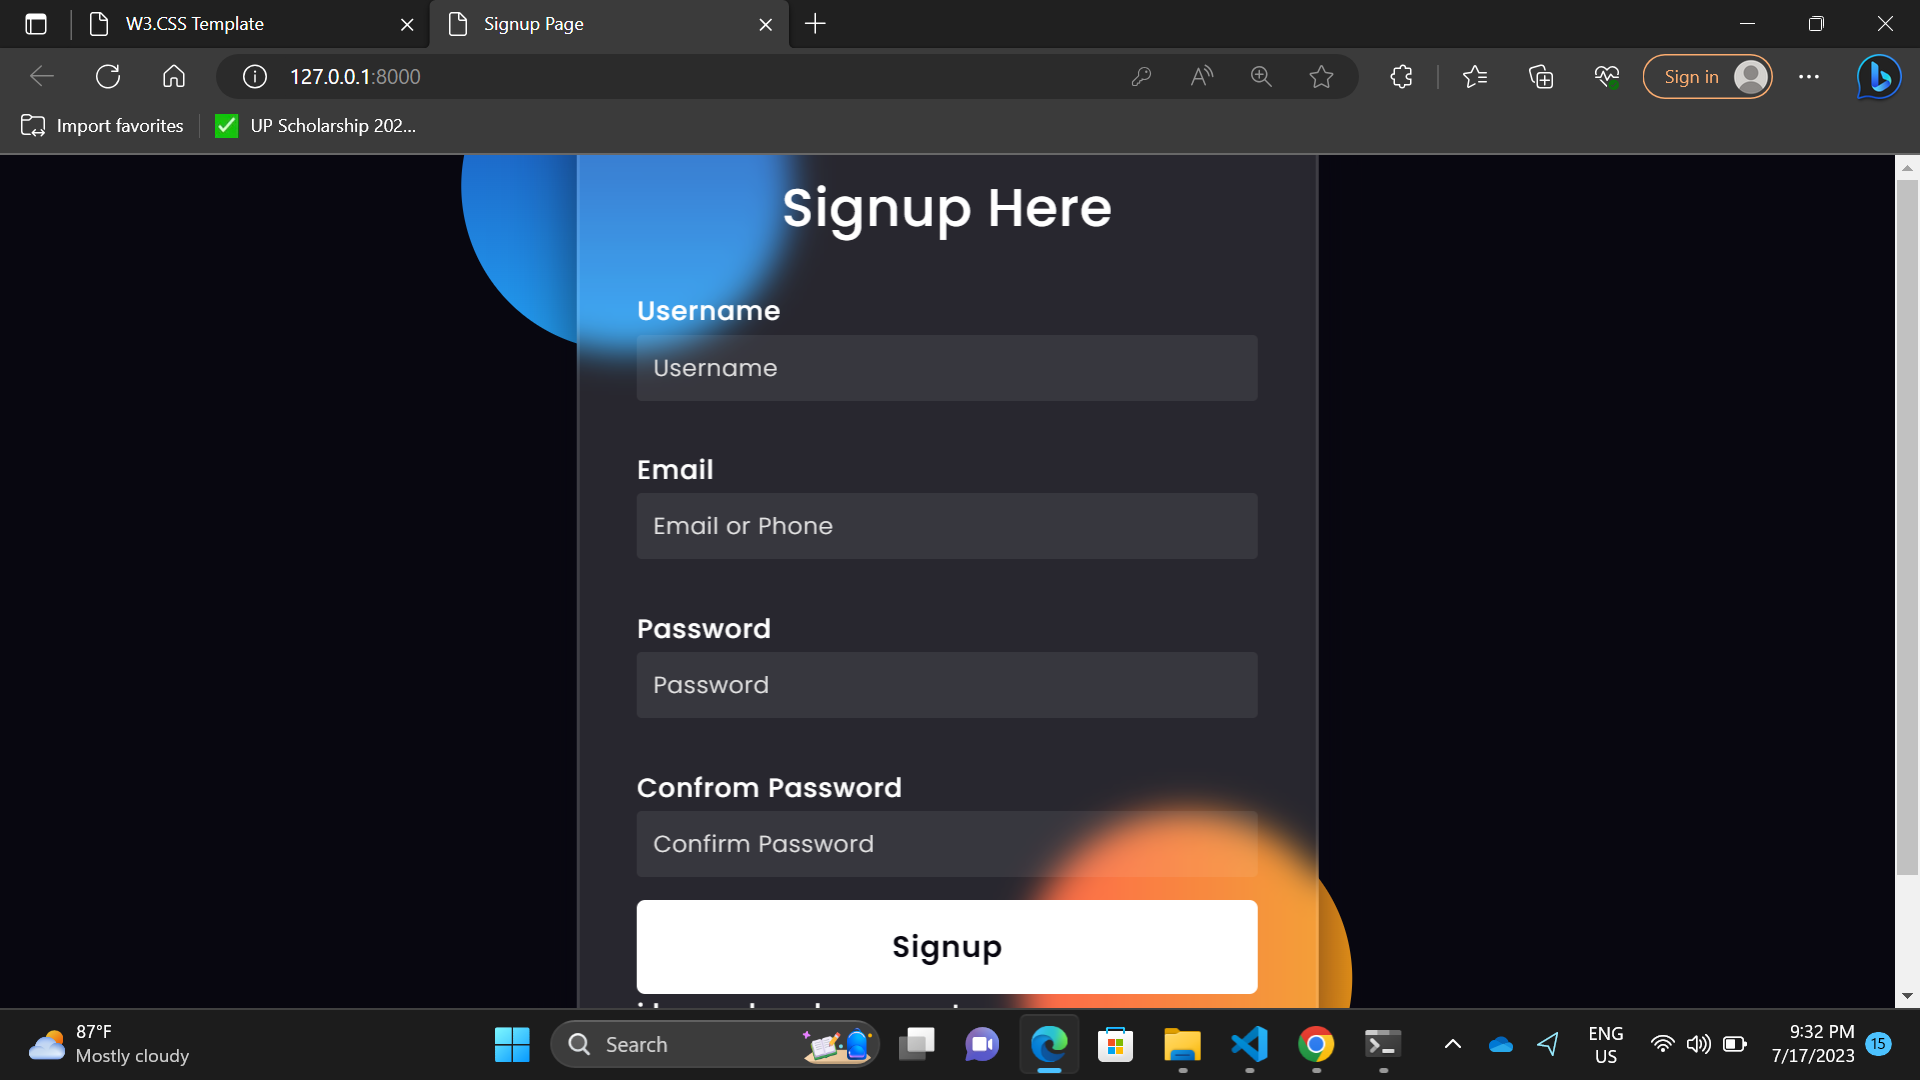 W3.CSS Template
Signup Page
127.0.0.1:8000
Sign in
Import favorites
UP Scholarship 202...
Signup Here
Username
Username
Email
Email or Phone
Password
Password
Confrom Password
Confirm Password
Signup
87°F
Mostly cloudy
Search
ENG
US
9:32 PM
7/17/2023
15